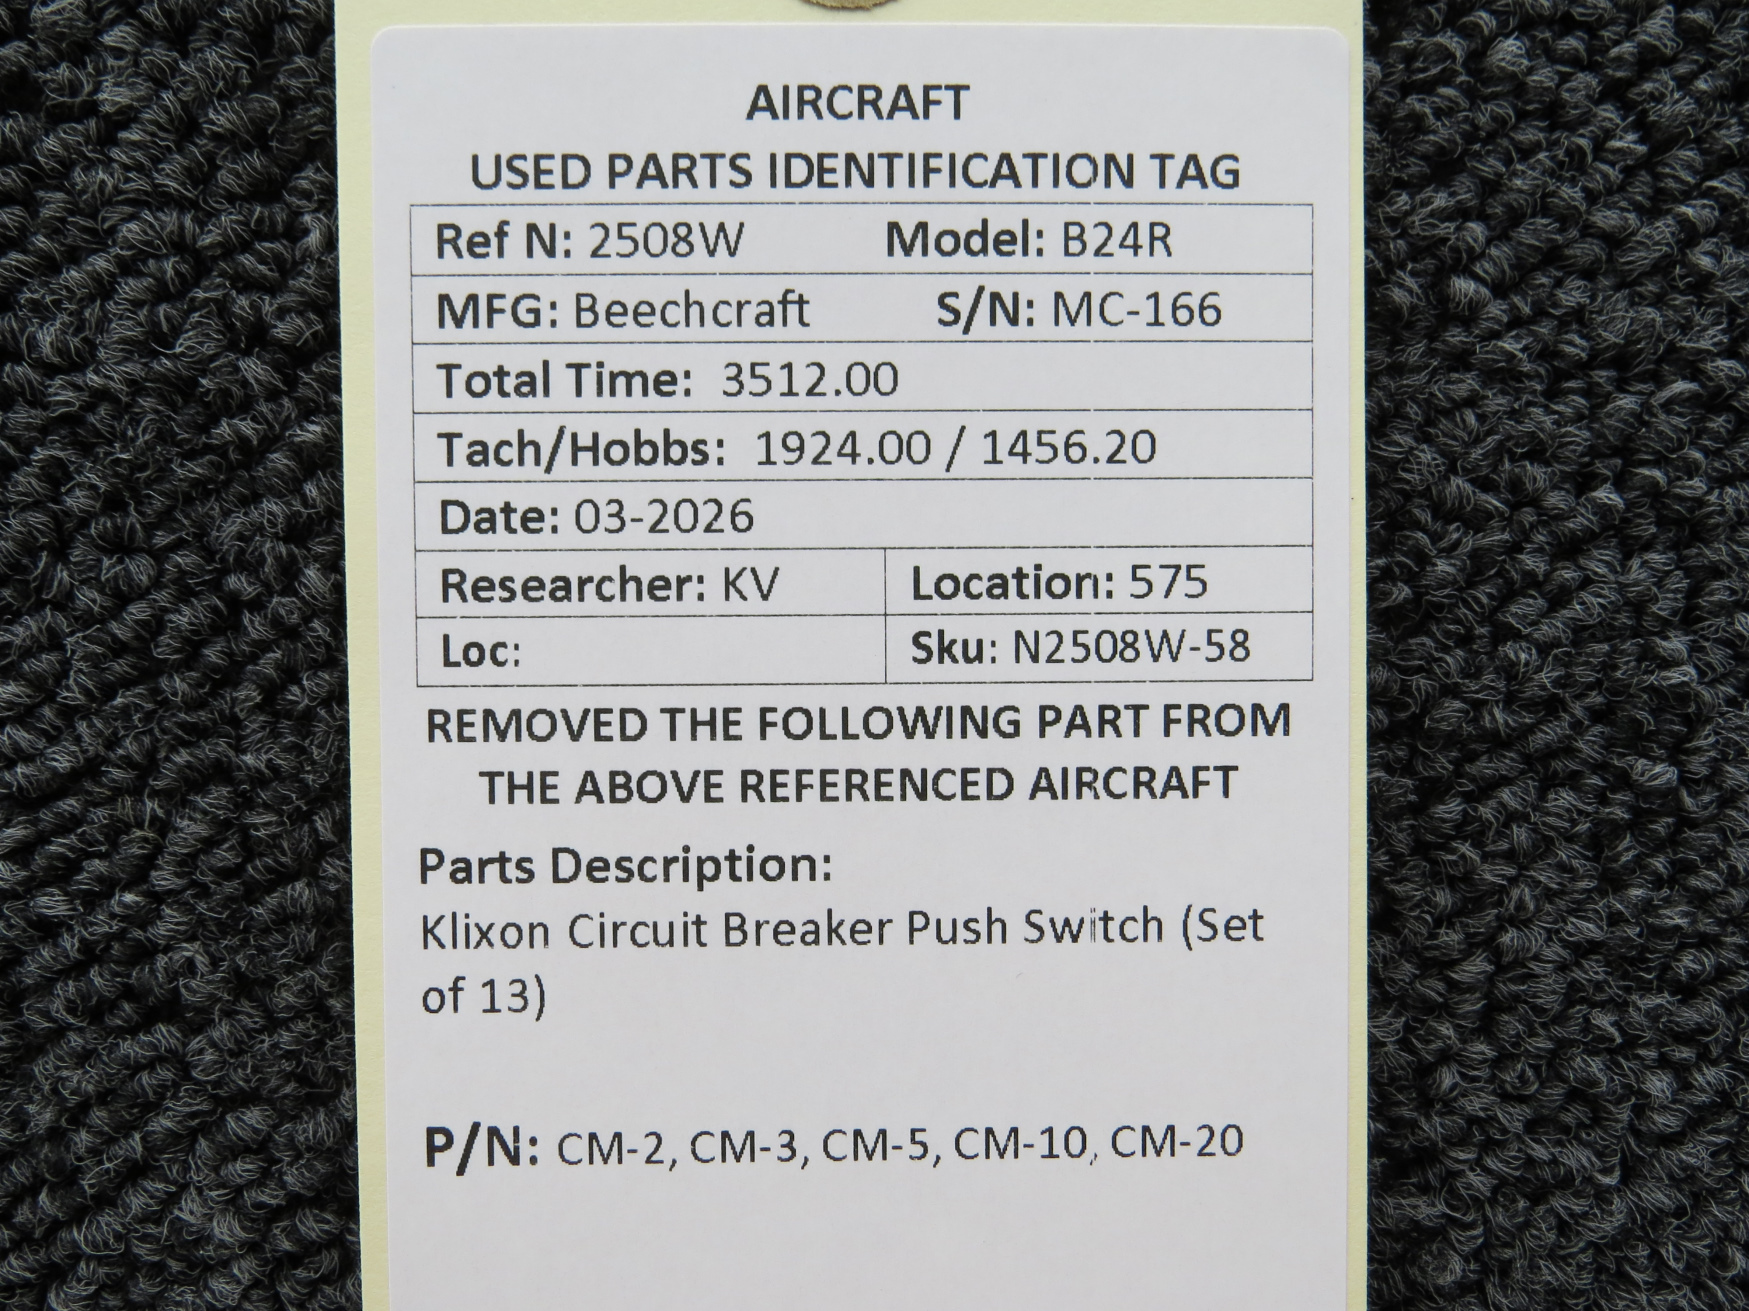 AIRCRAFT
USED PARTS IDENTIFICATION TAG
Ref N: 2508W Model: B24R
MFG: Beechcraft S/N: MC-166
Total Time: 3512.00
Tach/Hobbs: 1924.00 / 1456.20
Date: 03-2026
Researcher: KV Location: 575
Loc: Sku: N2508W-58
REMOVED THE FOLLOWING PART FROM
THE ABOVE REFERENCED AIRCRAFT
Parts Description:
Klixon Circuit Breaker Push Switch (Set
of 13)
P/N: CM-2, CM-3, CM-5, CM-10, CM-20